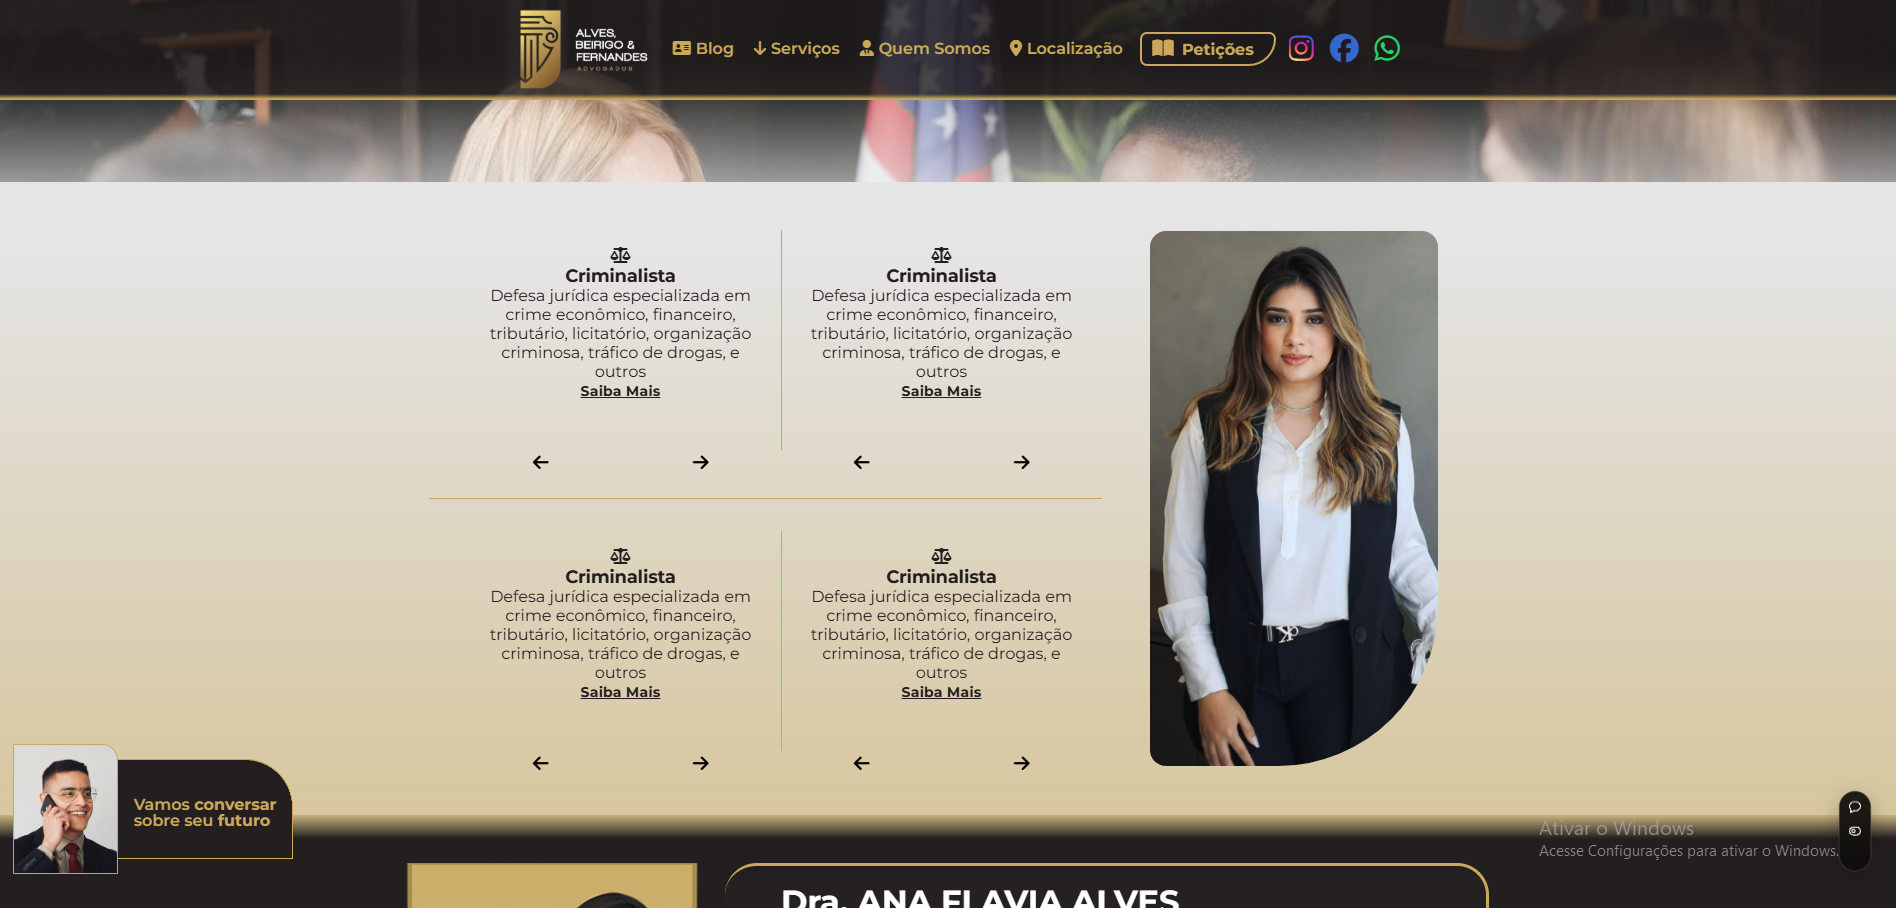 ALVES,
BEIRIGO &
FERNANDES
ADVOGADOS
Blog
Serviços
Quem Somos
Localização
Petições
Criminalista
Defesa jurídica especializada em
crime econômico, financeiro,
tributário, licitatório, organização
criminosa, tráfico de drogas, e
outros
Saiba Mais
Criminalista
Defesa jurídica especializada em
crime econômico, financeiro,
tributário, licitatório, organização
criminosa, tráfico de drogas, e
outros
Saiba Mais
Criminalista
Defesa jurídica especializada em
crime econômico, financeiro,
tributário, licitatório, organização
criminosa, tráfico de drogas, e
outros
Saiba Mais
Criminalista
Defesa jurídica especializada em
crime econômico, financeiro,
tributário, licitatório, organização
criminosa, tráfico de drogas, e
outros
Saiba Mais
Vamos conversar
sobre seu futuro
Ativar o Windows
Acesse Configurações para ativar o Windows.
Dra. ANA FLAVIA ALVES